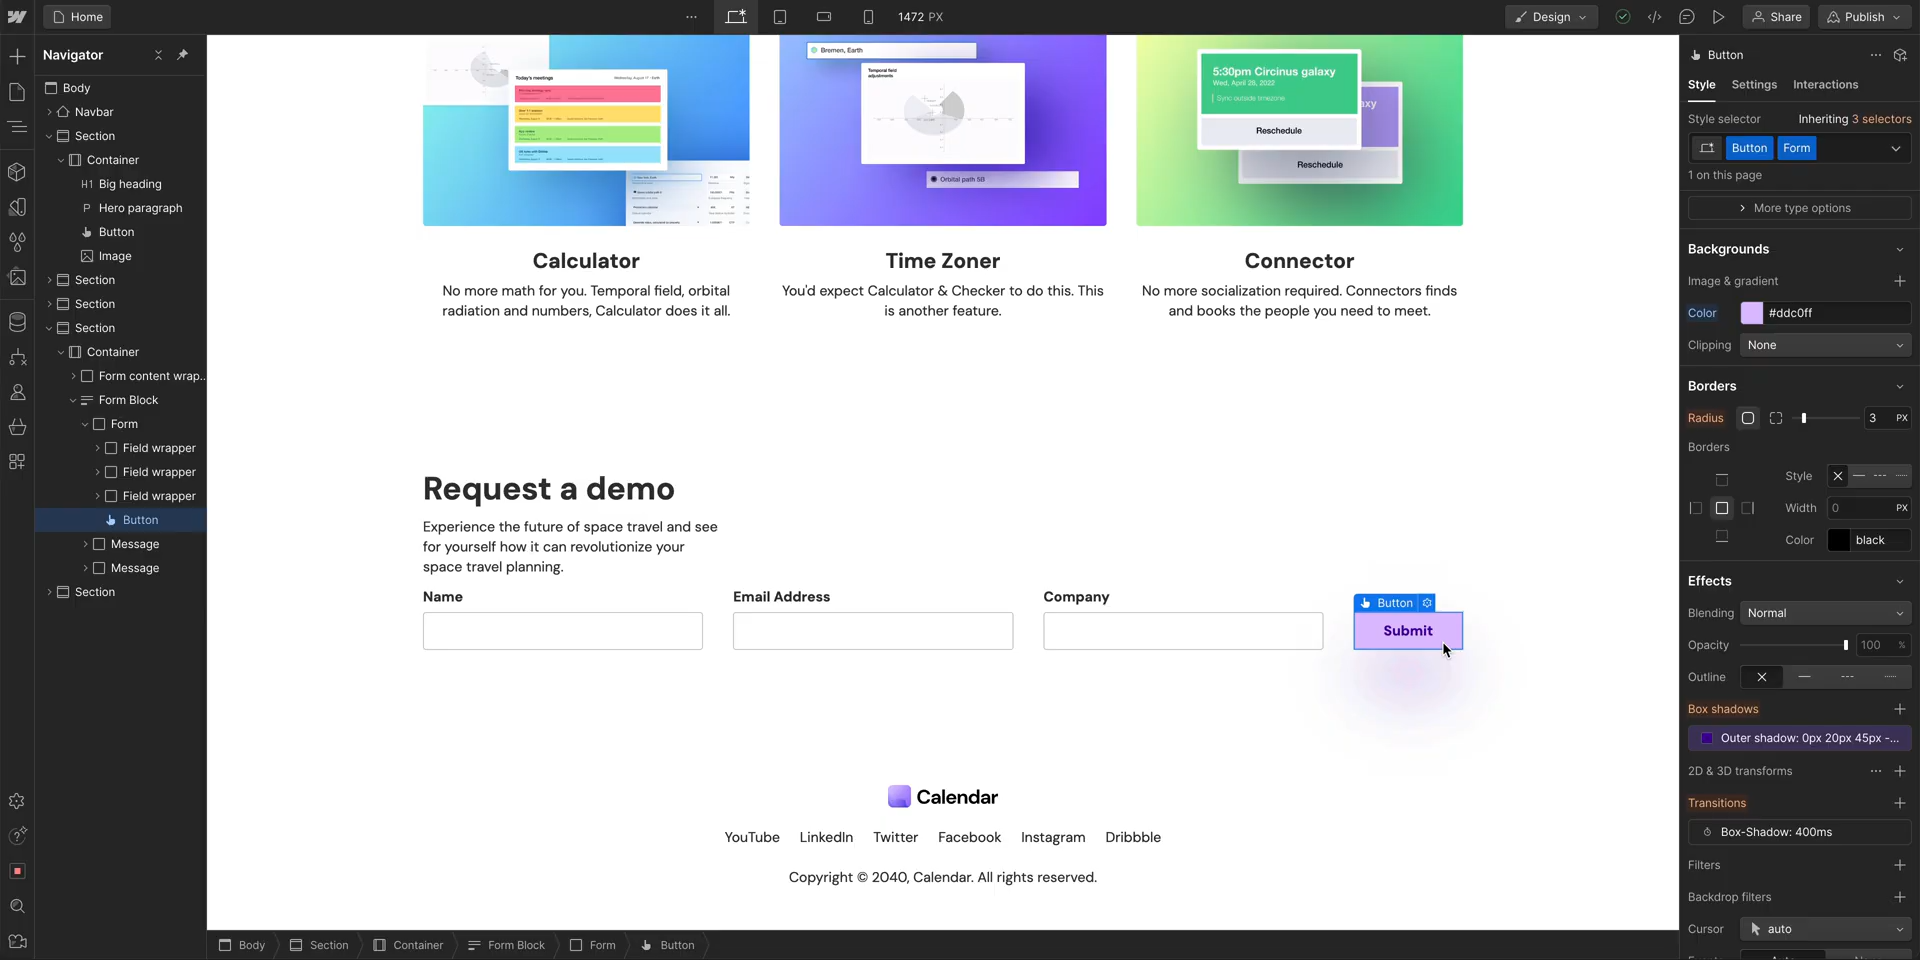 Home
1472 PX
Design
Share
Publish
Navigator
Body
Navbar
Section
Container
H1 Big heading
P Hero paragraph
Button
Image
Section
Section
Section
Container
Form content wrap..
Form Block
Form
Field wrapper
Field wrapper
Field wrapper
Button
Message
Message
Section
Today's meetings
Bremen, Earth
Temporal field
adjustments
Orbital path 5B
5:30pm Circinus galaxy
Wed, April 28, 2022
Sync outside timezone
Reschedule
Reschedule
Calculator
No more math for you. Temporal field, orbital
radiation and numbers, Calculator does it all.
Time Zoner
You'd expect Calculator & Checker to do this. This
is another feature.
Connector
No more socialization required. Connectors finds
and books the people you need to meet.
Request a demo
Experience the future of space travel and see
for yourself how it can revolutionize your
space travel planning.
Name
Email Address
Company
Button
Submit
Calendar
YouTube LinkedIn Twitter Facebook Instagram Dribbble
Copyright © 2040, Calendar. All rights reserved.
Body Section Container Form Block Form Button
Button
Style Settings Interactions
Style selector Inheriting 3 selectors
Button Form
1 on this page
More type options
Backgrounds
Image & gradient
Color #ddc0ff
Clipping None
Borders
Radius 3 PX
Borders
Style
Width 0 PX
Color black
Effects
Blending Normal
Opacity 100 %
Outline
Box shadows
Outer shadow: 0px 20px 45px -...
2D & 3D transforms
Transitions
Box-Shadow: 400ms
Filters
Backdrop filters
Cursor auto